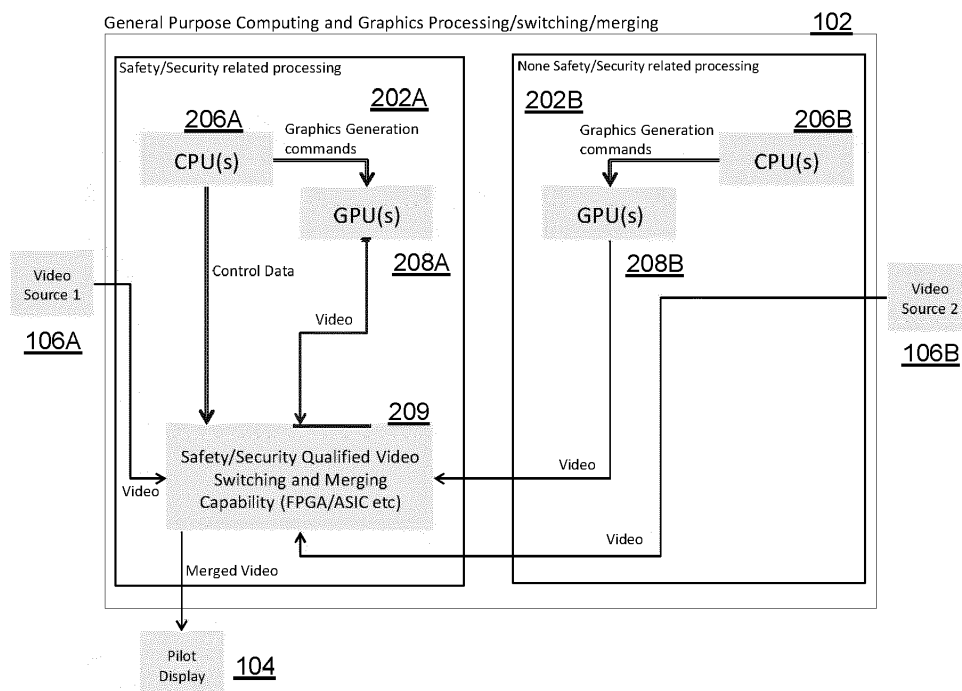 General Purpose Computing and Graphics Processing/switching/merging
102
Safety/Security related processing
202A
206A
CPU(s)
Graphics Generation
commands
GPU(s)
208A
Control Data
Video
None Safety/Security related processing
202B
206B
Graphics Generation
commands
CPU(s)
GPU(s)
208B
Video
Source 1
106A
Video
Source 2
106B
209
Safety/Security Qualified Video
Switching and Merging
Capability (FPGA/ASIC etc)
Video
Video
Video
Merged Video
Pilot
Display
104